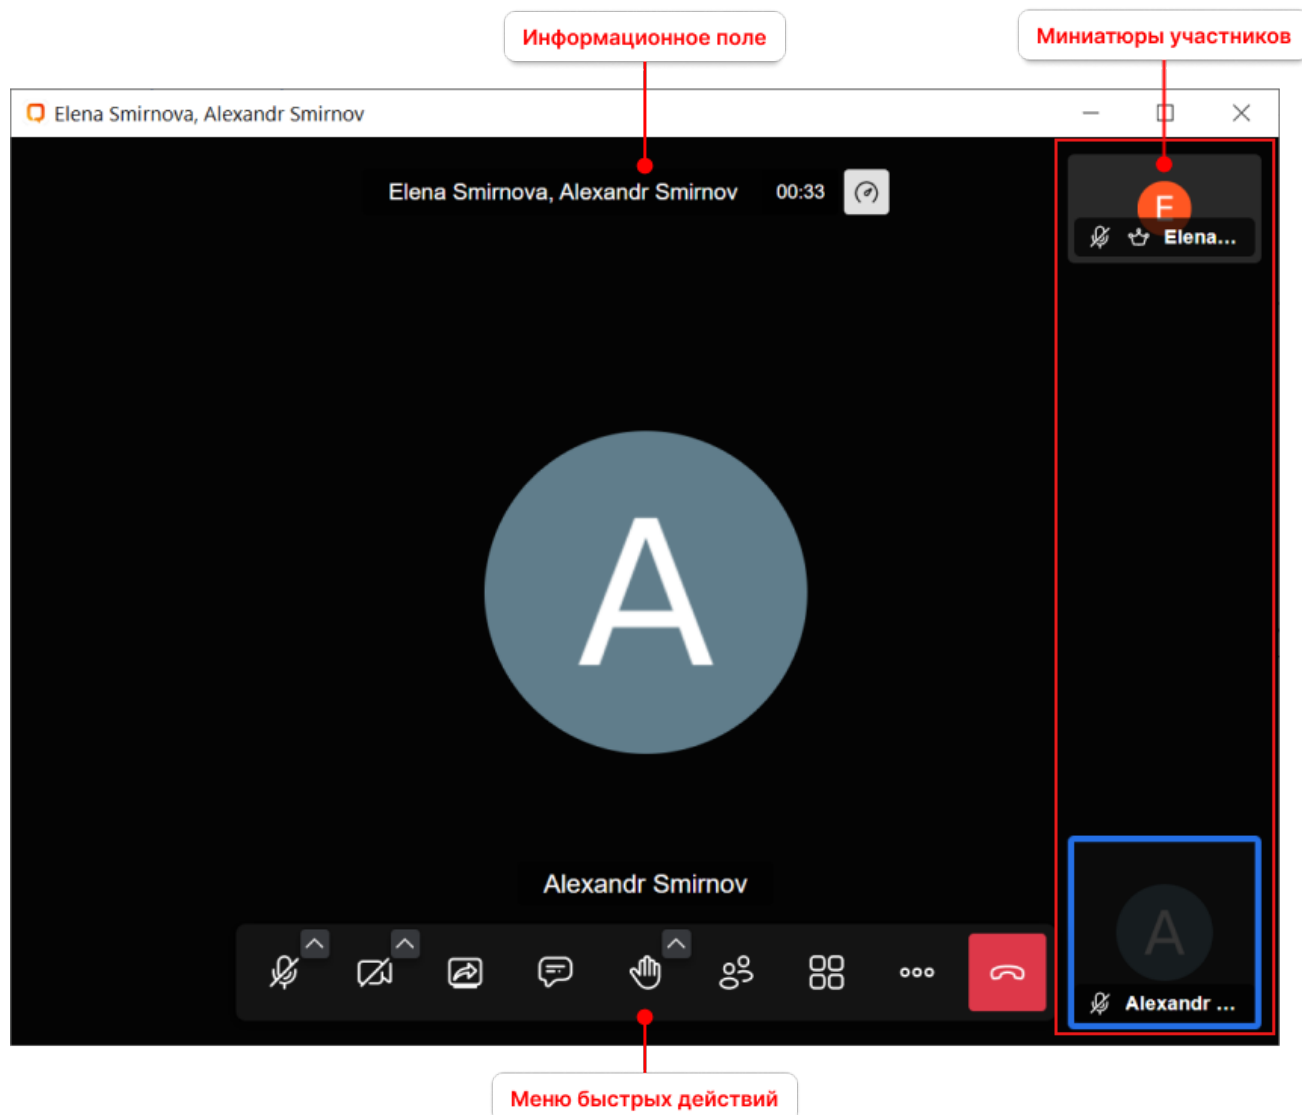 Информационное поле
Миниатюры участников
Elena Smirnova, Alexandr Smirnov
Elena Smirnova, Alexandr Smirnov 00:33
E
Elena...
A
Alexandr Smirnov
A
Alexandr ...
Меню быстрых действий